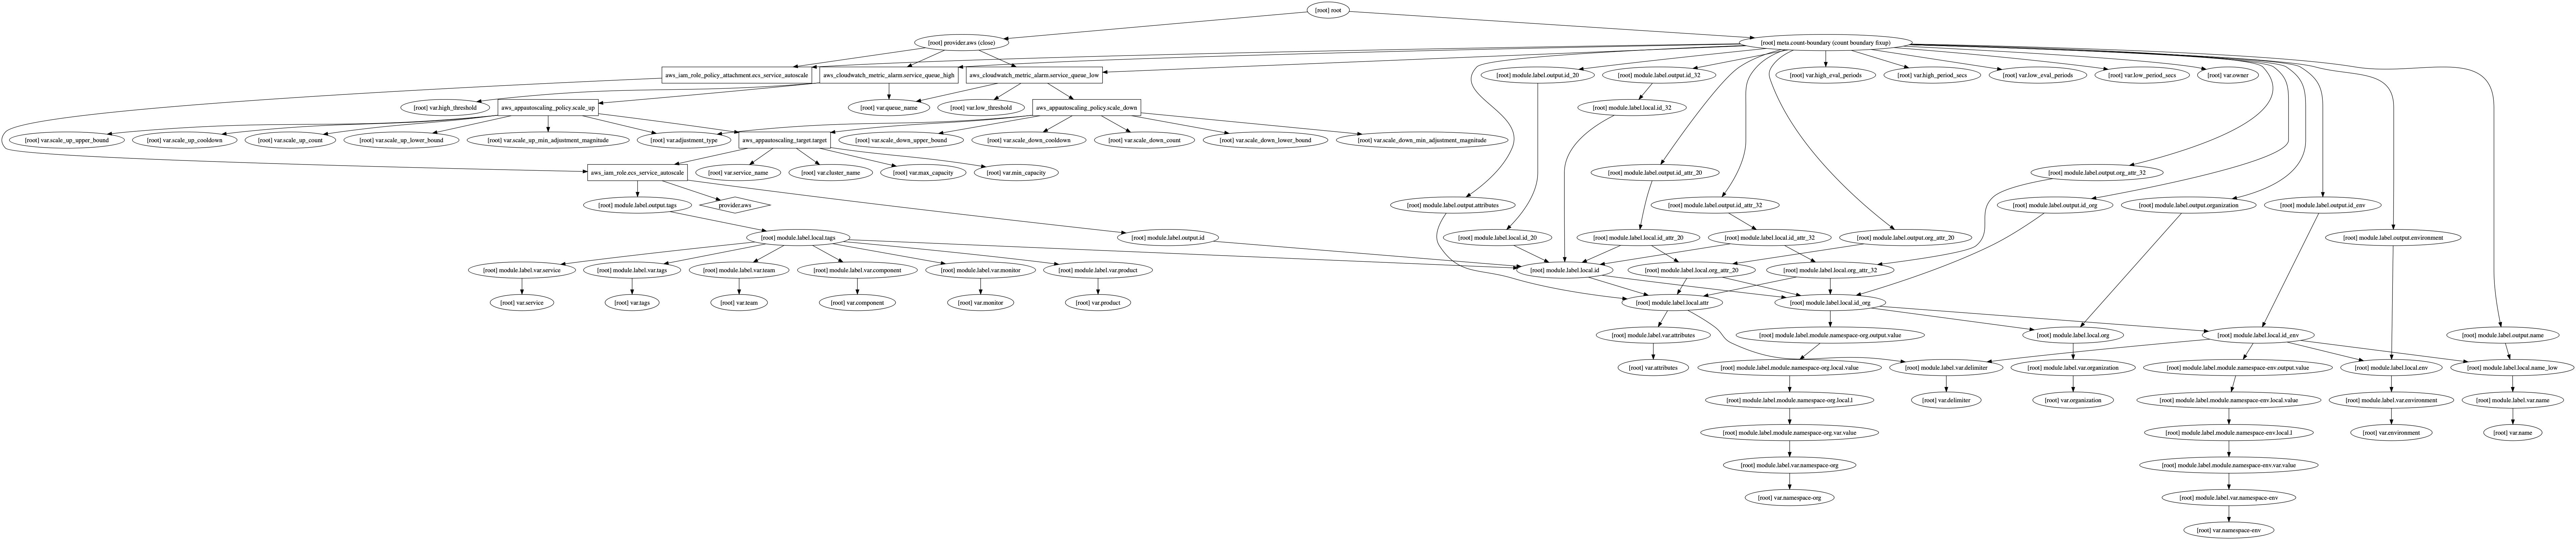 [root] root
[root] provider.aws (close)
[root] meta.count-boundary (count boundary fixup)
aws_iam_role_policy_attachment.ecs_service_autoscale
aws_cloudwatch_metric_alarm.service_queue_high
aws_cloudwatch_metric_alarm.service_queue_low
[root] module.label.output.id_20
[root] module.label.output.id_32
[root] var.high_eval_periods
[root] var.high_period_secs
[root] var.low_eval_periods
[root] var.low_period_secs
[root] var.owner
[root] var.high_threshold
aws_appautoscaling_policy.scale_up
[root] var.queue_name
[root] var.low_threshold
aws_appautoscaling_policy.scale_down
[root] module.label.local.id_32
[root] var.scale_up_upper_bound
[root] var.scale_up_cooldown
[root] var.scale_up_count
[root] var.scale_up_lower_bound
[root] var.scale_up_min_adjustment_magnitude
[root] var.adjustment_type
aws_appautoscaling_target.target
[root] var.scale_down_upper_bound
[root] var.scale_down_cooldown
[root] var.scale_down_count
[root] var.scale_down_lower_bound
[root] var.scale_down_min_adjustment_magnitude
aws_iam_role.ecs_service_autoscale
[root] var.service_name
[root] var.cluster_name
[root] var.max_capacity
[root] var.min_capacity
[root] module.label.output.id_attr_20
[root] module.label.output.org_attr_32
[root] module.label.output.tags
provider.aws
[root] module.label.output.attributes
[root] module.label.output.id_attr_32
[root] module.label.output.id_org
[root] module.label.output.organization
[root] module.label.output.id_env
[root] module.label.local.tags
[root] module.label.output.id
[root] module.label.local.id_20
[root] module.label.local.id_attr_20
[root] module.label.local.id_attr_32
[root] module.label.output.org_attr_20
[root] module.label.output.environment
[root] module.label.var.service
[root] module.label.var.tags
[root] module.label.var.team
[root] module.label.var.component
[root] module.label.var.monitor
[root] module.label.var.product
[root] module.label.local.id
[root] module.label.local.org_attr_20
[root] module.label.local.org_attr_32
[root] var.service
[root] var.tags
[root] var.team
[root] var.component
[root] var.monitor
[root] var.product
[root] module.label.local.attr
[root] module.label.local.id_org
[root] module.label.var.attributes
[root] module.label.module.namespace-org.output.value
[root] module.label.local.org
[root] module.label.local.id_env
[root] module.label.output.name
[root] var.attributes
[root] module.label.module.namespace-org.local.value
[root] module.label.var.delimiter
[root] module.label.var.organization
[root] module.label.module.namespace-env.output.value
[root] module.label.local.env
[root] module.label.local.name_low
[root] module.label.module.namespace-org.local.l
[root] var.delimiter
[root] var.organization
[root] module.label.module.namespace-env.local.value
[root] module.label.var.environment
[root] module.label.var.name
[root] module.label.module.namespace-org.var.value
[root] module.label.module.namespace-env.local.l
[root] var.environment
[root] var.name
[root] module.label.var.namespace-org
[root] module.label.module.namespace-env.var.value
[root] var.namespace-org
[root] module.label.var.namespace-env
[root] var.namespace-env